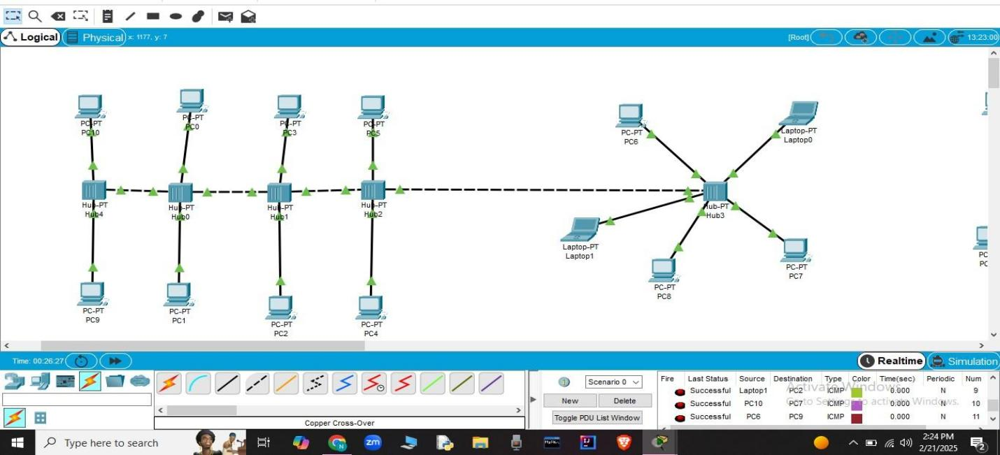 Logical Physical x: 1177, y: 7 [Root] 13:23:00
PC-PT
PC10
PC-PT
PC0
PC-PT
PC3
PC-PT
PC5
PC-PT
PC6
Laptop-PT
Laptop0
Hub-PT
Hub4
Hub-PT
Hub0
Hub-PT
Hub1
Hub-PT
Hub2
Hub-PT
Hub3
Laptop-PT
Laptop1
PC-PT
PC7
PC
PC
PC-PT
PC8
PC-PT
PC9
PC-PT
PC1
PC-PT
PC2
PC-PT
PC4
Time: 00:26:27 Realtime Simulation
Scenario 0
New Delete
Toggle PDU List Window
Copper Cross-Over
Fire Last Status Source Destination Type Color Time(sec) Periodic Num
Successful Laptop1 PC2 ICMP 0.000 N 9
Successful PC10 PC7 ICMP 0.000 N 10
Successful PC6 PC9 ICMP 0.000 N 11
Activate Windows
Go to Settings to activate Windows.
Type here to search zm 2:24 PM
2/21/2025 2